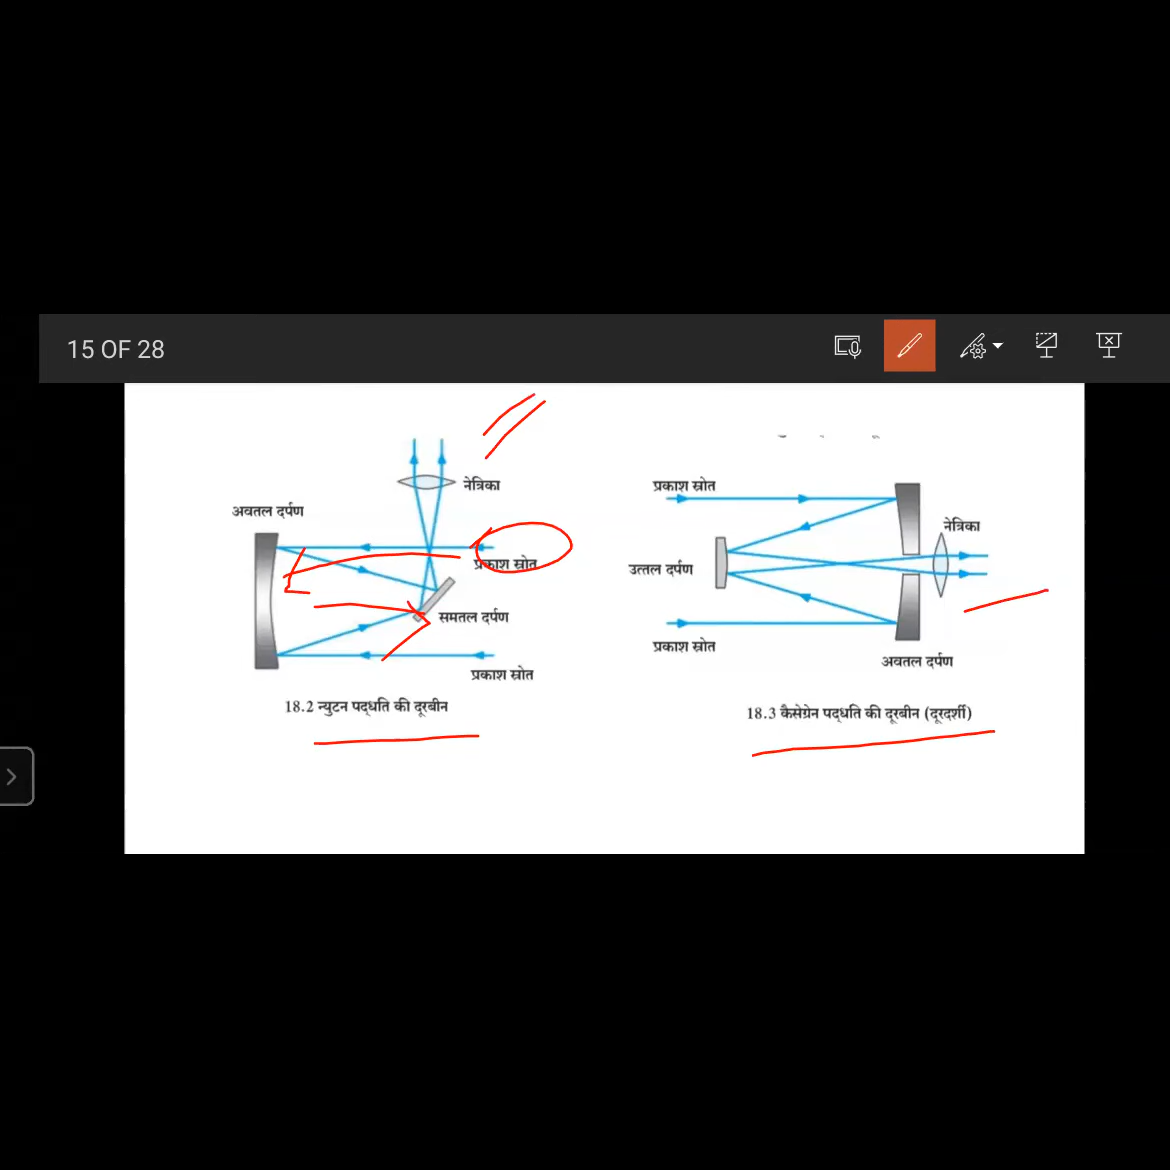 15 OF 28
नेत्रिका
अवतल दर्पण
प्रकाश स्रोत
समतल दर्पण
प्रकाश स्रोत
18.2 न्युटन पद्धति की दूरबीन
प्रकाश स्रोत
नेत्रिका
उत्तल दर्पण
प्रकाश स्रोत
अवतल दर्पण
18.3 कैसेग्रेन पद्धति की दूरबीन (दूरदर्शी)